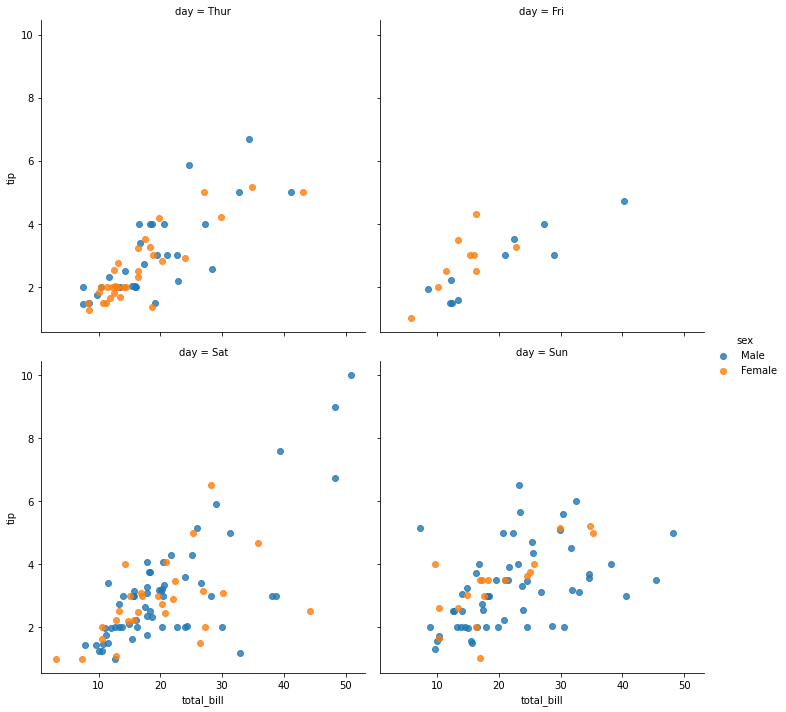 day = Thur
day = Fri
10
8
6
4
2
tip
day = Sat
day = Sun
sex
Male
Female
10
8
6
4
2
tip
10 20 30 40 50
10 20 30 40 50
total_bill
total_bill